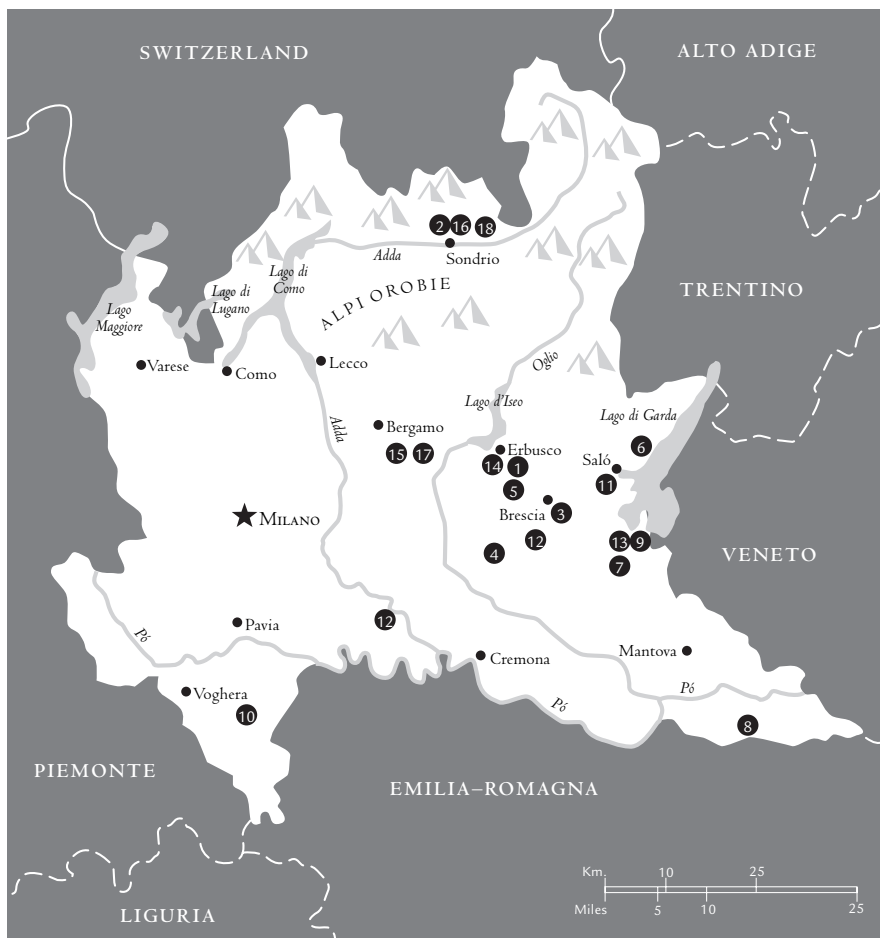 SWITZERLAND
ALTO ADIGE
2
16
18
Adda
Sondrio
Lago di
Como
Lago di
Lugano
Lago
Maggiore
ALPI OROBIE
TRENTINO
Varese
Como
Lecco
Oglio
Lago d'Iseo
Lago di Garda
Adda
Bergamo
15
17
Erbusco
14
1
5
Saló
6
11
Brescia
3
MILANO
4
12
13
9
7
VENETO
Pó
Pavia
12
Cremona
Mantova
Pó
Pó
Voghera
10
8
PIEMONTE
EMILIA–ROMAGNA
LIGURIA
Km.
10
25
Miles
5
10
25